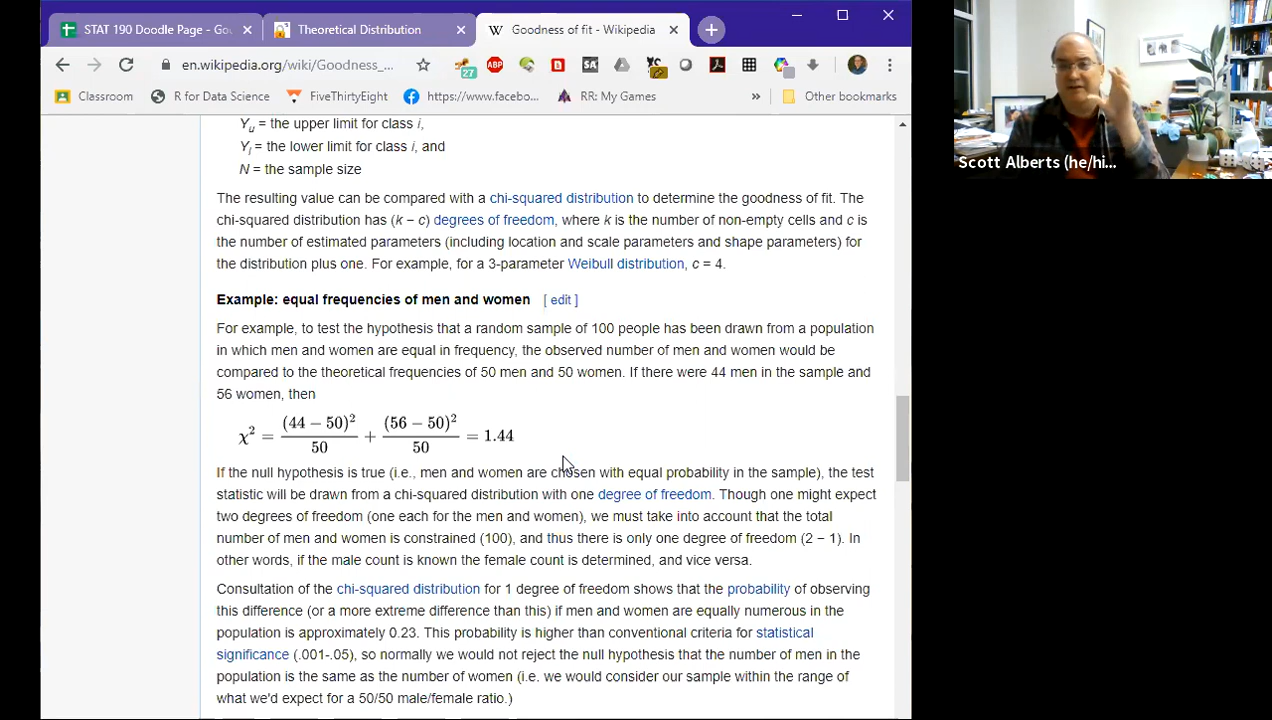 STAT 190 Doodle Page - Go
Theoretical Distribution
W Goodness of fit - Wikipedia
en.wikipedia.org/wiki/Goodness_...
ABP
27
Classroom
R for Data Science
FiveThirtyEight
https://www.facebo...
RR: My Games
»
Other bookmarks
Scott Alberts (he/hi...
Yu = the upper limit for class i,
Yl = the lower limit for class i, and
N = the sample size
The resulting value can be compared with a chi-squared distribution to determine the goodness of fit. The
chi-squared distribution has (k − c) degrees of freedom, where k is the number of non-empty cells and c is
the number of estimated parameters (including location and scale parameters and shape parameters) for
the distribution plus one. For example, for a 3-parameter Weibull distribution, c = 4.
Example: equal frequencies of men and women [ edit ]
For example, to test the hypothesis that a random sample of 100 people has been drawn from a population
in which men and women are equal in frequency, the observed number of men and women would be
compared to the theoretical frequencies of 50 men and 50 women. If there were 44 men in the sample and
56 women, then
χ² = (44 − 50)²/50 + (56 − 50)²/50 = 1.44
If the null hypothesis is true (i.e., men and women are chosen with equal probability in the sample), the test
statistic will be drawn from a chi-squared distribution with one degree of freedom. Though one might expect
two degrees of freedom (one each for the men and women), we must take into account that the total
number of men and women is constrained (100), and thus there is only one degree of freedom (2 − 1). In
other words, if the male count is known the female count is determined, and vice versa.
Consultation of the chi-squared distribution for 1 degree of freedom shows that the probability of observing
this difference (or a more extreme difference than this) if men and women are equally numerous in the
population is approximately 0.23. This probability is higher than conventional criteria for statistical
significance (.001-.05), so normally we would not reject the null hypothesis that the number of men in the
population is the same as the number of women (i.e. we would consider our sample within the range of
what we'd expect for a 50/50 male/female ratio.)